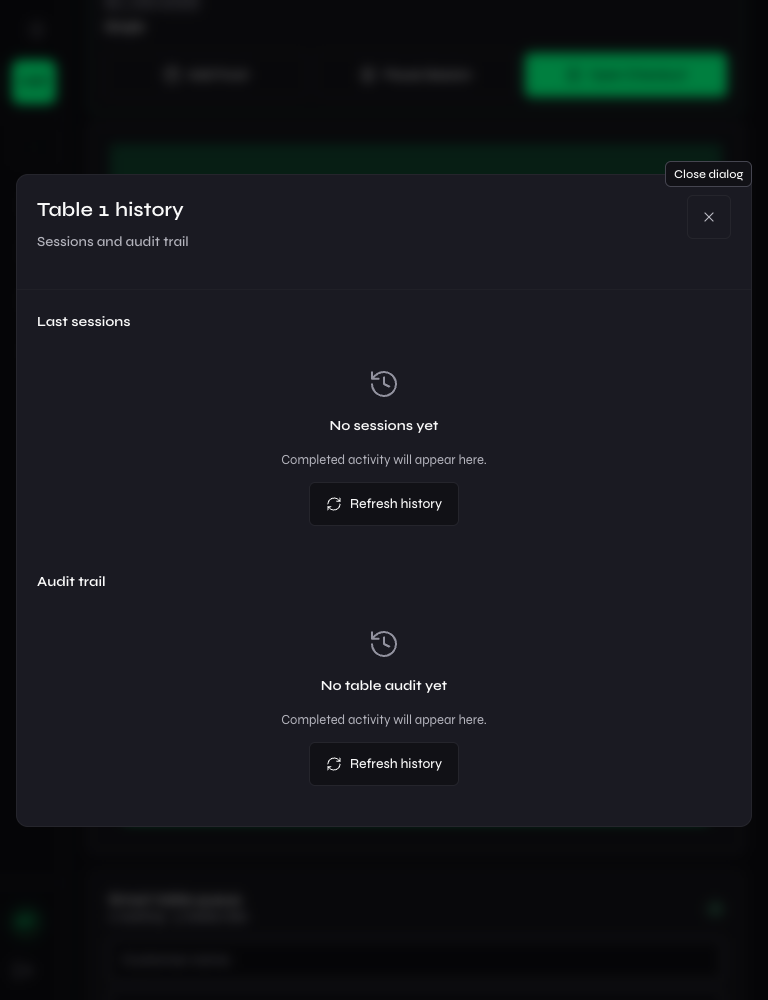 Close dialog
Table 1 history
Sessions and audit trail
Last sessions
No sessions yet
Completed activity will appear here.
Refresh history
Audit trail
No table audit yet
Completed activity will appear here.
Refresh history